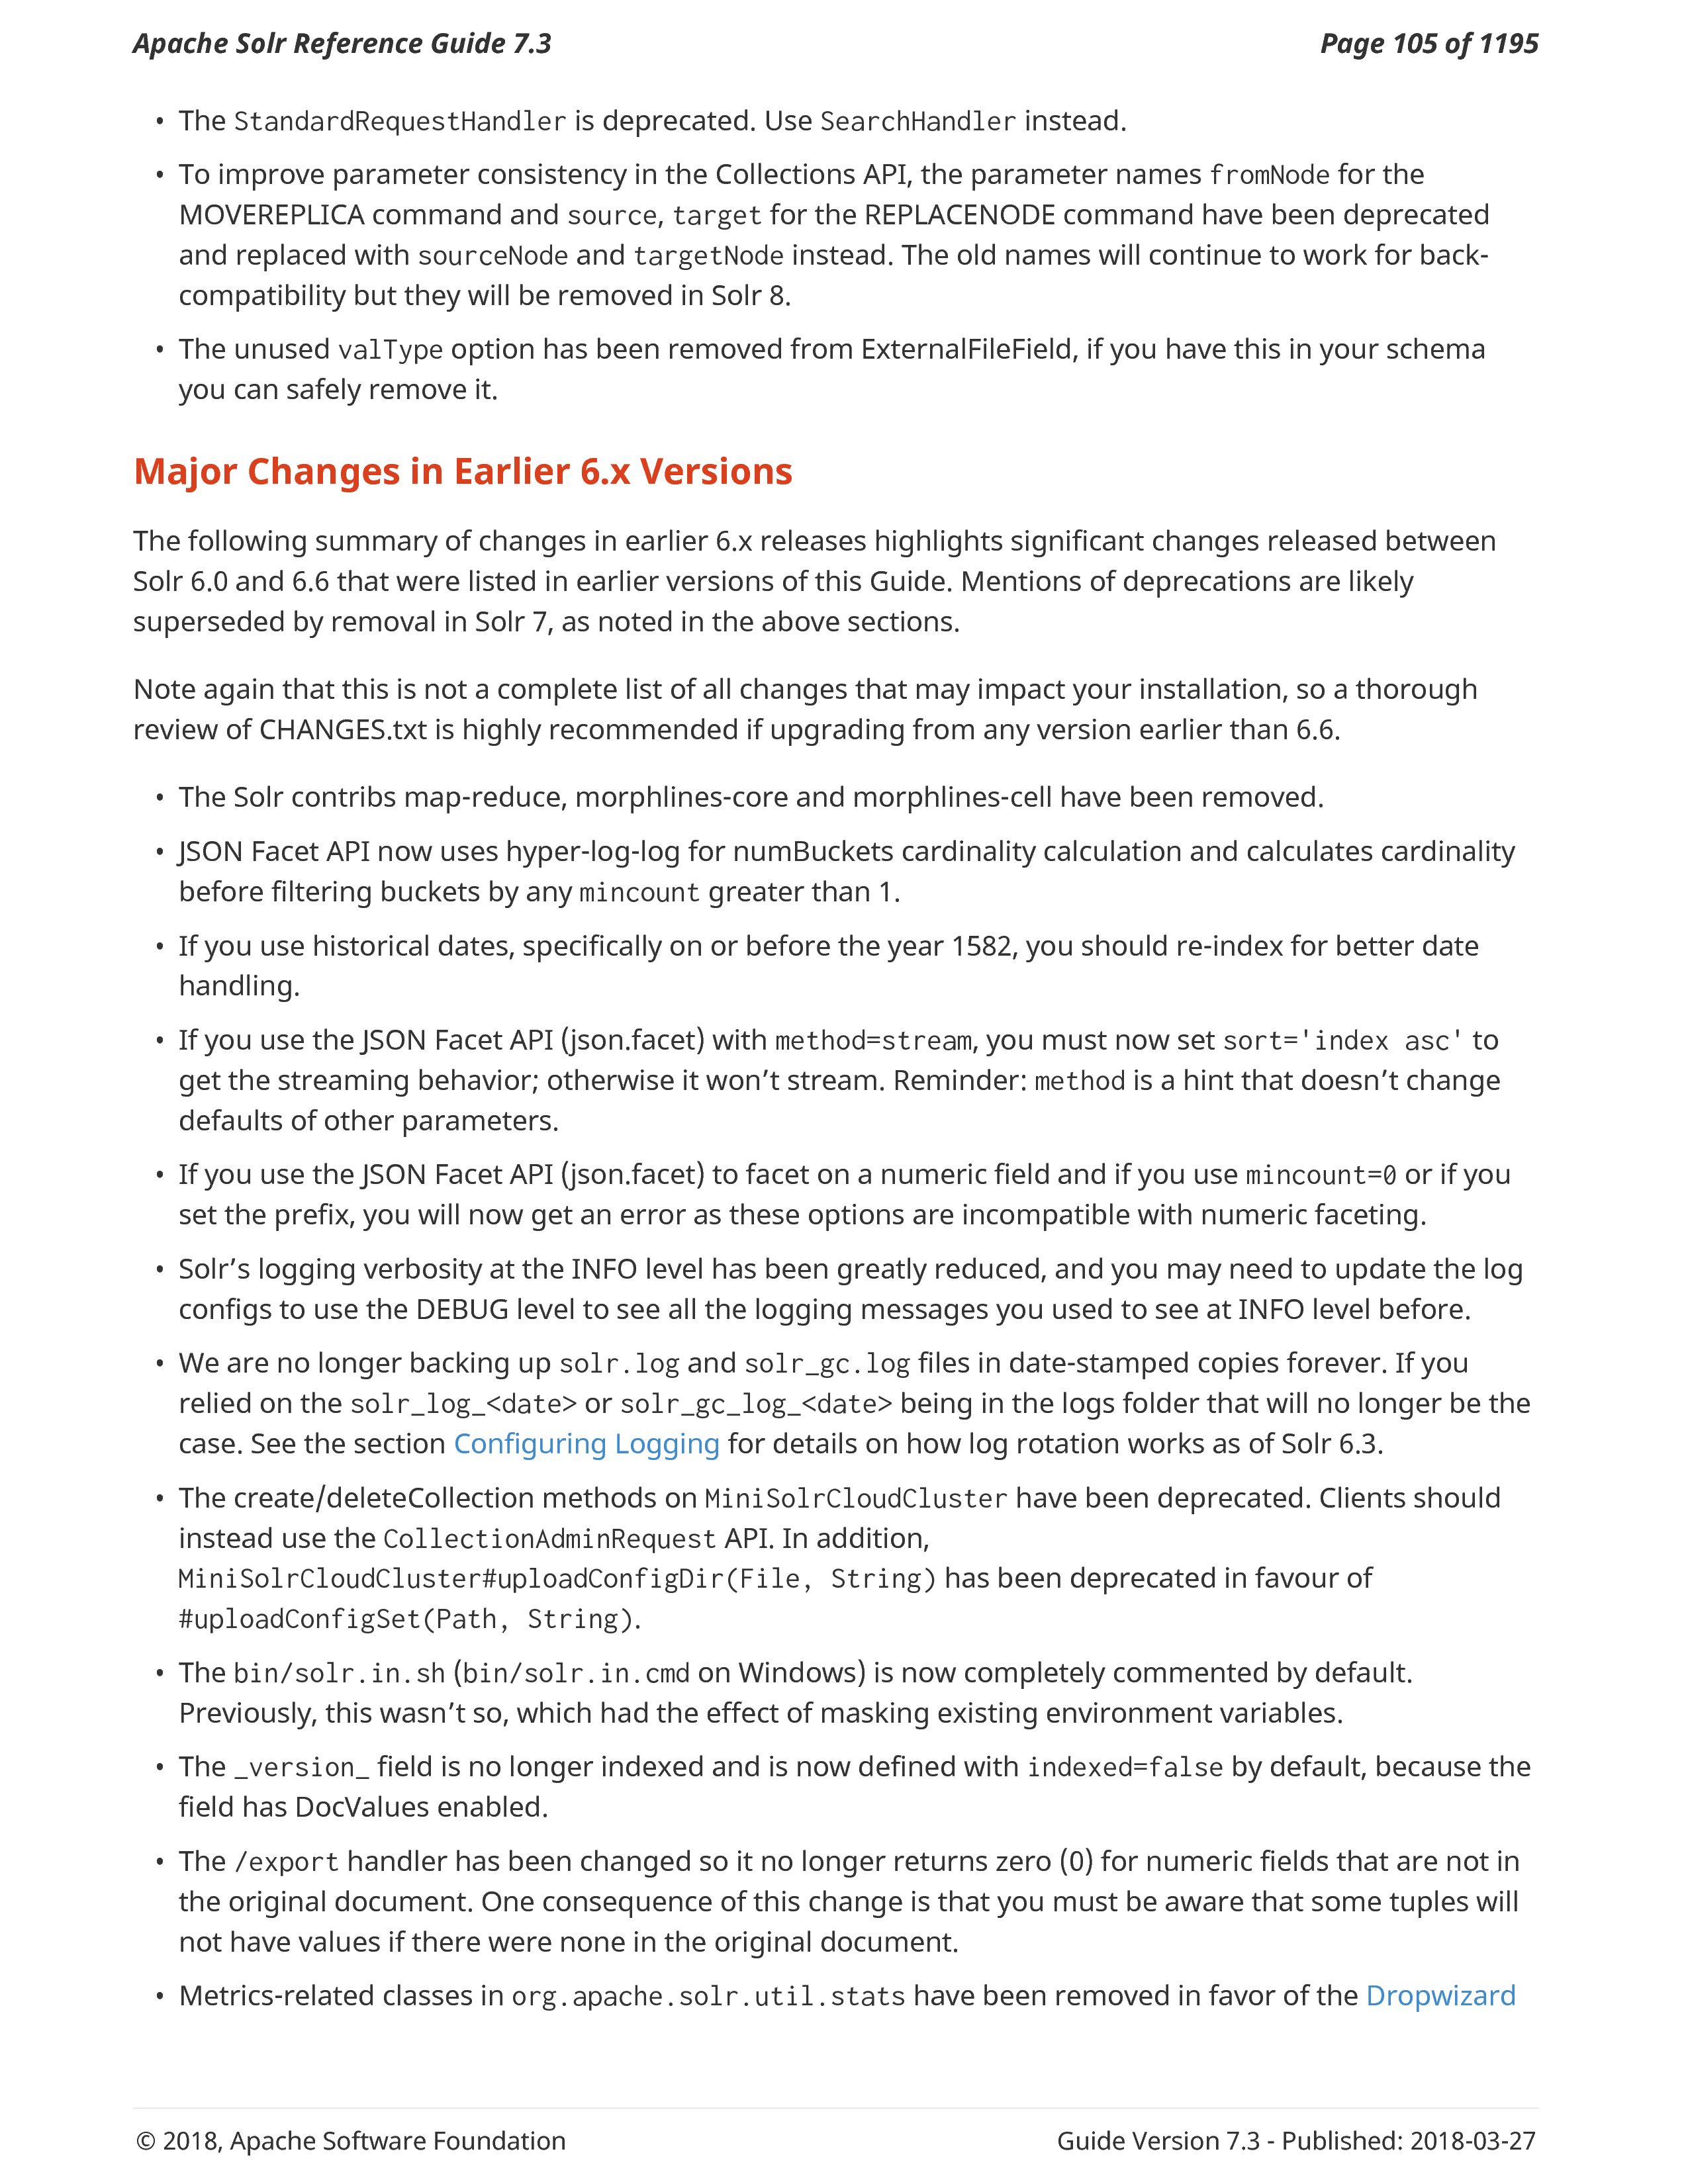 Apache Solr Reference Guide 7.3 Page 105 of 1195
• The StandardRequestHandler is deprecated. Use SearchHandler instead.
• To improve parameter consistency in the Collections API, the parameter names fromNode for the
MOVEREPLICA command and source, target for the REPLACENODE command have been deprecated
and replaced with sourceNode and targetNode instead. The old names will continue to work for back-
compatibility but they will be removed in Solr 8.
• The unused valType option has been removed from ExternalFileField, if you have this in your schema
you can safely remove it.
Major Changes in Earlier 6.x Versions
The following summary of changes in earlier 6.x releases highlights significant changes released between
Solr 6.0 and 6.6 that were listed in earlier versions of this Guide. Mentions of deprecations are likely
superseded by removal in Solr 7, as noted in the above sections.
Note again that this is not a complete list of all changes that may impact your installation, so a thorough
review of CHANGES.txt is highly recommended if upgrading from any version earlier than 6.6.
• The Solr contribs map-reduce, morphlines-core and morphlines-cell have been removed.
• JSON Facet API now uses hyper-log-log for numBuckets cardinality calculation and calculates cardinality
before filtering buckets by any mincount greater than 1.
• If you use historical dates, specifically on or before the year 1582, you should re-index for better date
handling.
• If you use the JSON Facet API (json.facet) with method=stream, you must now set sort='index asc' to
get the streaming behavior; otherwise it won’t stream. Reminder: method is a hint that doesn’t change
defaults of other parameters.
• If you use the JSON Facet API (json.facet) to facet on a numeric field and if you use mincount=0 or if you
set the prefix, you will now get an error as these options are incompatible with numeric faceting.
• Solr’s logging verbosity at the INFO level has been greatly reduced, and you may need to update the log
configs to use the DEBUG level to see all the logging messages you used to see at INFO level before.
• We are no longer backing up solr.log and solr_gc.log files in date-stamped copies forever. If you
relied on the solr_log_<date> or solr_gc_log_<date> being in the logs folder that will no longer be the
case. See the section Configuring Logging for details on how log rotation works as of Solr 6.3.
• The create/deleteCollection methods on MiniSolrCloudCluster have been deprecated. Clients should
instead use the CollectionAdminRequest API. In addition,
MiniSolrCloudCluster#uploadConfigDir(File, String) has been deprecated in favour of
#uploadConfigSet(Path, String).
• The bin/solr.in.sh (bin/solr.in.cmd on Windows) is now completely commented by default.
Previously, this wasn’t so, which had the effect of masking existing environment variables.
• The _version_ field is no longer indexed and is now defined with indexed=false by default, because the
field has DocValues enabled.
• The /export handler has been changed so it no longer returns zero (0) for numeric fields that are not in
the original document. One consequence of this change is that you must be aware that some tuples will
not have values if there were none in the original document.
• Metrics-related classes in org.apache.solr.util.stats have been removed in favor of the Dropwizard
© 2018, Apache Software Foundation Guide Version 7.3 - Published: 2018-03-27